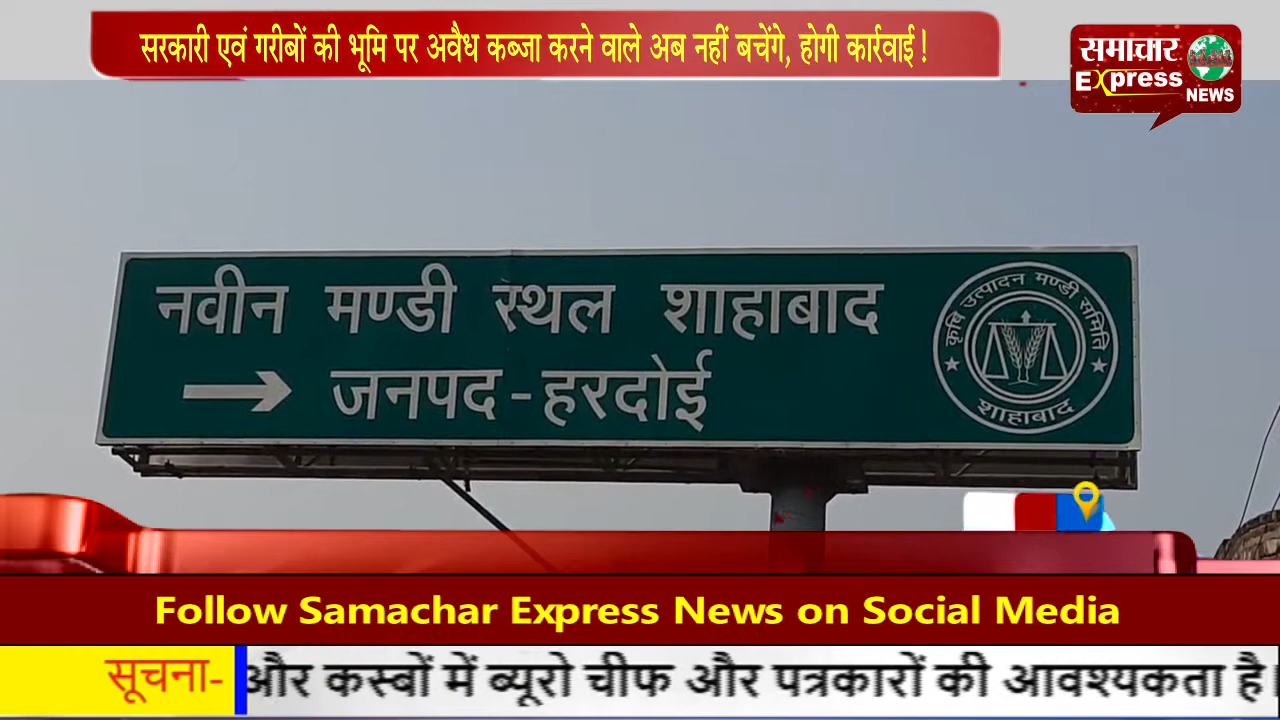 सरकारी एवं गरीबों की भूमि पर अवैध कब्जा करने वाले अब नहीं बचेंगे, होगी कार्रवाई!
समाचार
Express
NEWS
नवीन मण्डी स्थल शाहाबाद
जनपद-हरदोई
कृषि उत्पादन मण्डी समिति
शाहाबाद
Follow Samachar Express News on Social Media
सूचना- और कस्बों में ब्यूरो चीफ और पत्रकारों की आवश्यकता है।